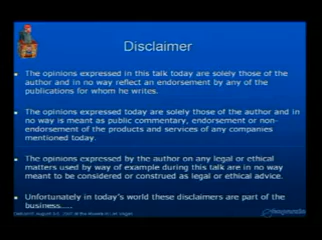 Disclaimer
The opinions expressed in this talk today are solely those of the
author and in no way reflect an endorsement by any of the
publications for whom he writes.
The opinions expressed today are solely those of the author and in
no way is meant as public commentary, endorsement or non-
endorsement of the products and services of any companies
mentioned today.
The opinions expressed by the author on any legal or ethical
matters used by way of example during this talk are in no way
meant to be considered or construed as legal or ethical advice.
Unfortunately in today's world these disclaimers are part of the
business....